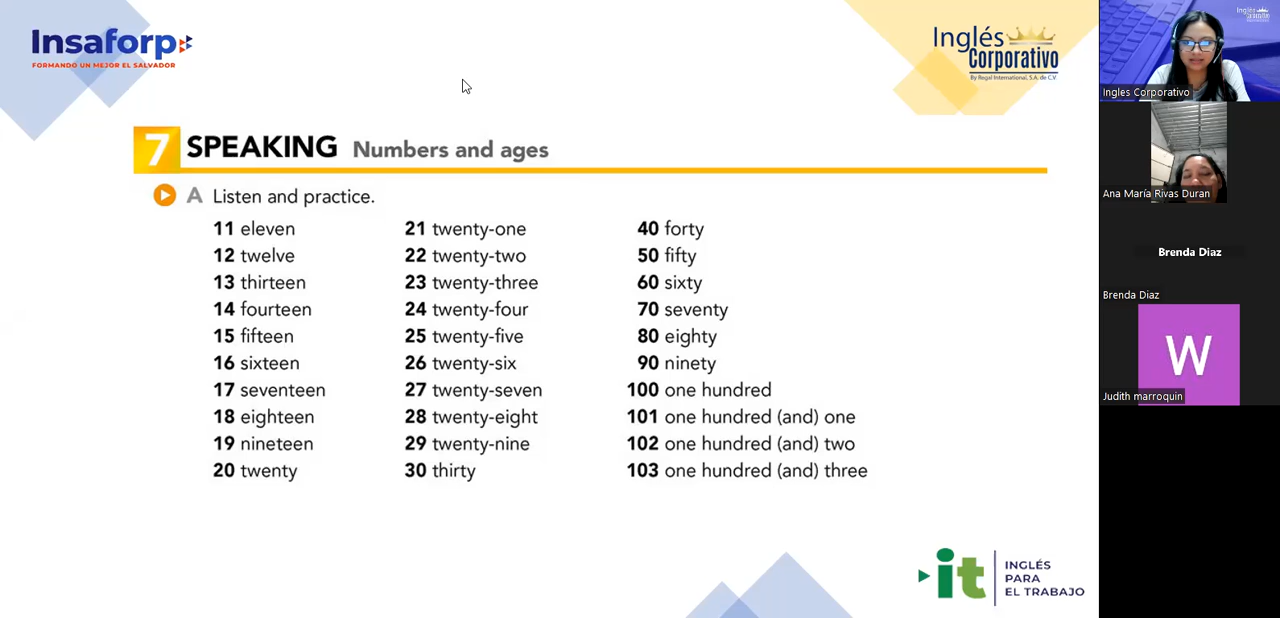 Insaforp
FORMANDO UN MEJOR EL SALVADOR
Inglés
Corporativo
By Regal International, S.A. de C.V.
7 SPEAKING Numbers and ages
A Listen and practice.
11 eleven
12 twelve
13 thirteen
14 fourteen
15 fifteen
16 sixteen
17 seventeen
18 eighteen
19 nineteen
20 twenty
21 twenty-one
22 twenty-two
23 twenty-three
24 twenty-four
25 twenty-five
26 twenty-six
27 twenty-seven
28 twenty-eight
29 twenty-nine
30 thirty
40 forty
50 fifty
60 sixty
70 seventy
80 eighty
90 ninety
100 one hundred
101 one hundred (and) one
102 one hundred (and) two
103 one hundred (and) three
it
INGLÉS
PARA
EL TRABAJO
Inglés
Ingles Corporativo
Ana María Rivas Duran
Brenda Diaz
Brenda Diaz
W
Judith marroquin